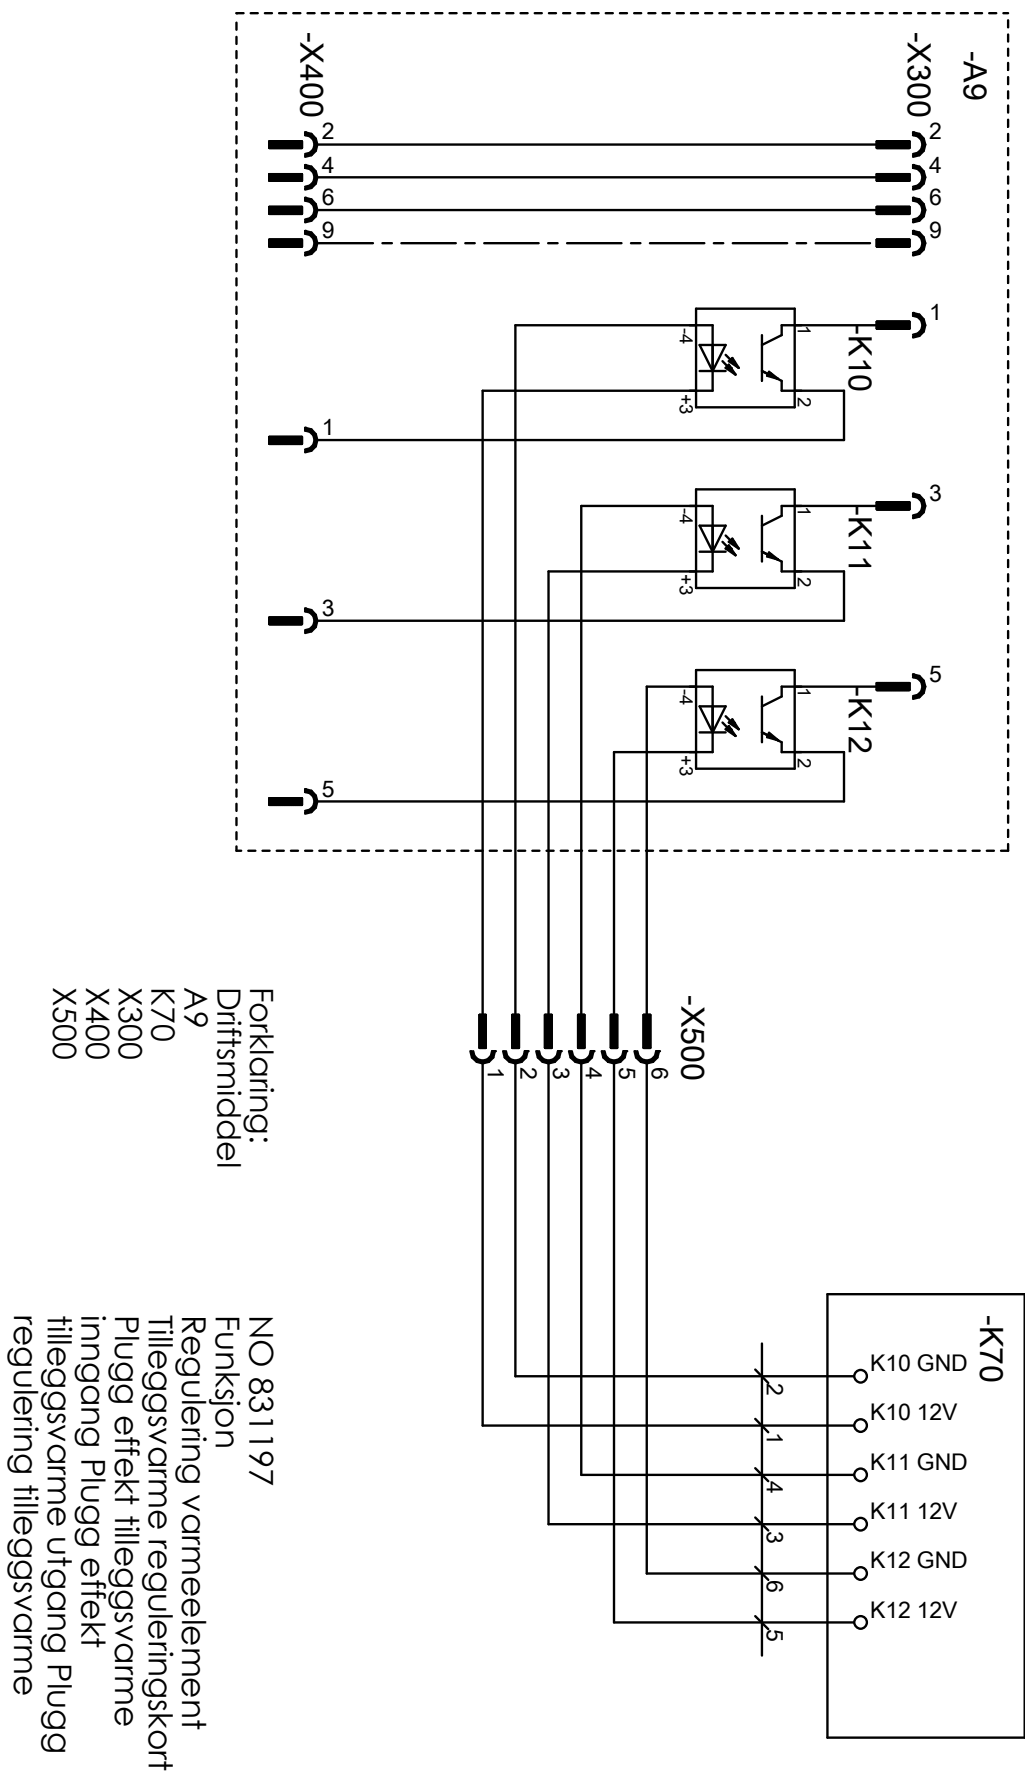 -A9
-X300
2
4
6
9
1
3
5
-X400
2
4
6
9
1
3
5
-K10
1
2
-4
+3
-K11
1
2
-4
+3
-K12
1
2
-4
+3
-X500
6
5
4
3
2
1
-K70
K10 GND
K10 12V
K11 GND
K11 12V
K12 GND
K12 12V
2
1
4
3
6
5
Forklaring:
Driftsmiddel
A9
K70
X300
X400
X500
NO 831197
Funksjon
Regulering varmeelement
Tilleggsvarme reguleringskort
Plugg effekt tilleggsvarme
inngang Plugg effekt
tilleggsvarme utgang Plugg
regulering tilleggsvarme